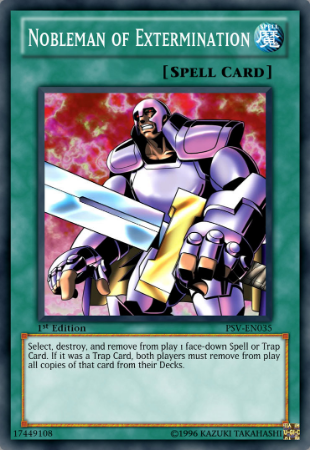 NOBLEMAN OF EXTERMINATION
SPELL
魔
[SPELL CARD]
1st Edition
PSV-EN035
Select, destroy, and remove from play 1 face-down Spell or Trap
Card. If it was a Trap Card, both players must remove from play
all copies of that card from their Decks.
17449108
©1996 KAZUKI TAKAHASHI